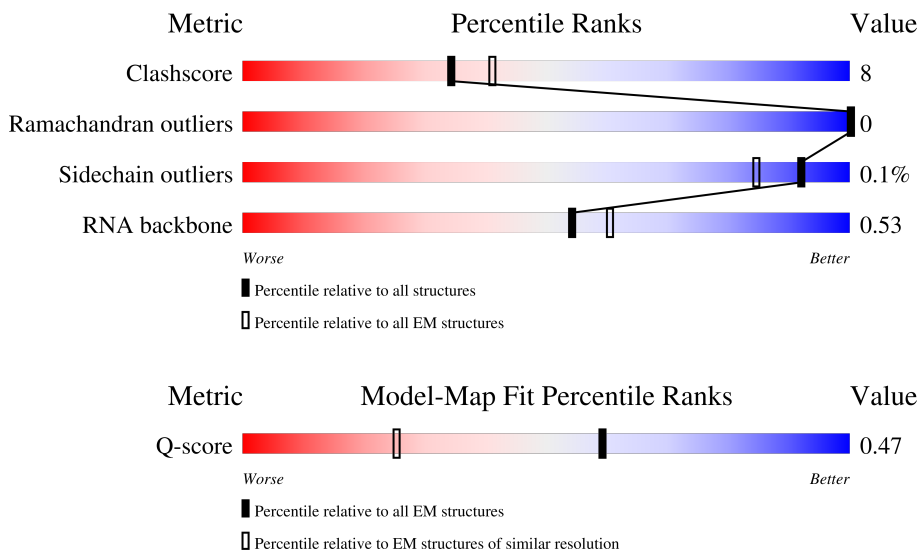 Metric Percentile Ranks Value
Clashscore 8
Ramachandran outliers 0
Sidechain outliers 0.1%
RNA backbone 0.53
Worse Better
Percentile relative to all structures
Percentile relative to all EM structures
Metric Model-Map Fit Percentile Ranks Value
Q-score 0.47
Worse Better
Percentile relative to all EM structures
Percentile relative to EM structures of similar resolution